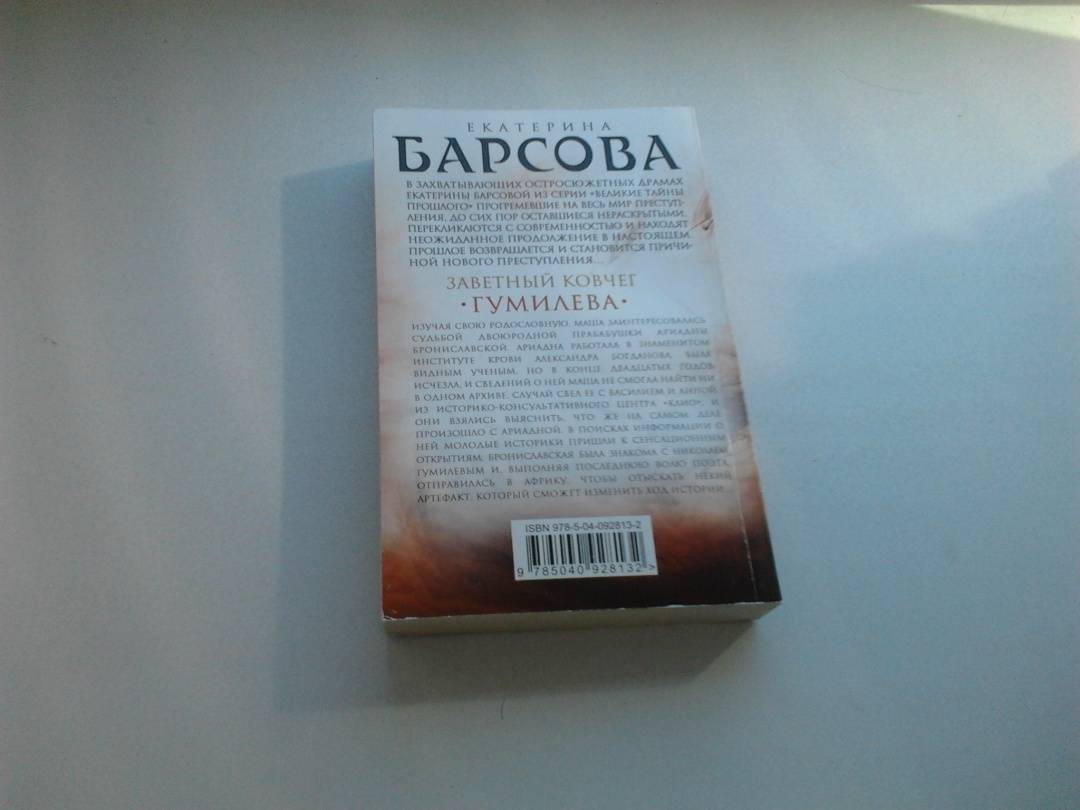 ЕКАТЕРИНА
БАРСОВА
В ЗАХВАТЫВАЮЩИХ ОСТРОСЮЖЕТНЫХ ДРАМАХ
ЕКАТЕРИНЫ БАРСОВОЙ ИЗ СЕРИИ «ВЕЛИКИЕ ТАЙНЫ
ПРОШЛОГО» ПРОГРЕМЕВШИЕ НА ВЕСЬ МИР ПРЕСТУП-
ЛЕНИЯ, ДО СИХ ПОР ОСТАВШИЕСЯ НЕРАСКРЫТЫМИ,
ПЕРЕКЛИКАЮТСЯ С СОВРЕМЕННОСТЬЮ И НАХОДЯТ
НЕОЖИДАННОЕ ПРОДОЛЖЕНИЕ В НАСТОЯЩЕМ.
ПРОШЛОЕ ВОЗВРАЩАЕТСЯ И СТАНОВИТСЯ ПРИЧИ-
НОЙ НОВОГО ПРЕСТУПЛЕНИЯ...
ЗАВЕТНЫЙ КОВЧЕГ
• ГУМИЛЕВА •
ИЗУЧАЯ СВОЮ РОДОСЛОВНУЮ, МАША ЗАИНТЕРЕСОВАЛАСЬ
СУДЬБОЙ ДВОЮРОДНОЙ ПРАБАБУШКИ АРИАДНЫ
БРОНИСЛАВСКОЙ. АРИАДНА РАБОТАЛА В ЗНАМЕНИТОМ
ИНСТИТУТЕ КРОВИ АЛЕКСАНДРА БОГДАНОВА, БЫЛА
ВИДНЫМ УЧЕНЫМ, НО В КОНЦЕ ДВАДЦАТЫХ ГОДОВ
ИСЧЕЗЛА, И СВЕДЕНИЙ О НЕЙ МАША НЕ СМОГЛА НАЙТИ НИ
В ОДНОМ АРХИВЕ. СЛУЧАЙ СВЕЛ ЕЕ С ВАСИЛИЕМ И АННОЙ
ИЗ ИСТОРИКО-КОНСУЛЬТАТИВНОГО ЦЕНТРА «КЛИО», И
ОНИ ВЗЯЛИСЬ ВЫЯСНИТЬ, ЧТО ЖЕ НА САМОМ ДЕЛЕ
ПРОИЗОШЛО С АРИАДНОЙ. В ПОИСКАХ ИНФОРМАЦИИ О
НЕЙ МОЛОДЫЕ ИСТОРИКИ ПРИШЛИ К СЕНСАЦИОННЫМ
ОТКРЫТИЯМ: БРОНИСЛАВСКАЯ БЫЛА ЗНАКОМА С НИКОЛАЕМ
ГУМИЛЕВЫМ И, ВЫПОЛНЯЯ ПОСЛЕДНЮЮ ВОЛЮ ПОЭТА,
ОТПРАВИЛАСЬ В АФРИКУ, ЧТОБЫ ОТЫСКАТЬ НЕКИЙ
АРТЕФАКТ, КОТОРЫЙ СМОЖЕТ ИЗМЕНИТЬ ХОД ИСТОРИИ...
ISBN 978-5-04-092813-2
9 785040 928132 >